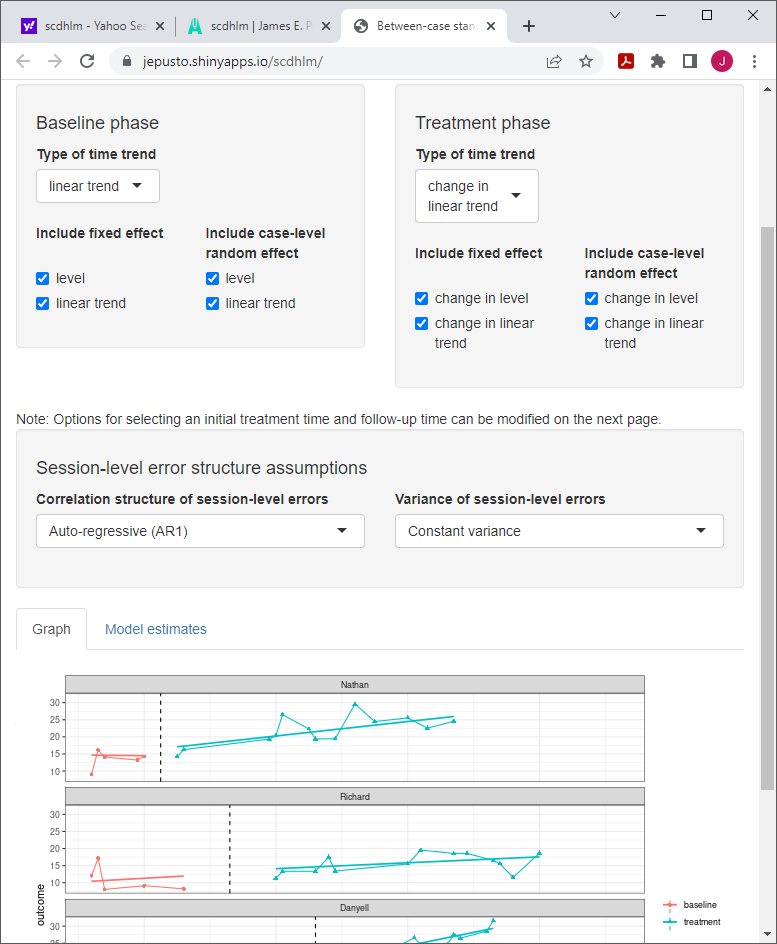 scdhlm - Yahoo Sea
scdhlm | James E. P
Between-case stan
jepusto.shinyapps.io/scdhlm/
J
Baseline phase
Type of time trend
linear trend
Include fixed effect
Include case-level
random effect
level
linear trend
level
linear trend
Treatment phase
Type of time trend
change in
linear trend
Include fixed effect
Include case-level
random effect
change in level
change in linear
trend
change in level
change in linear
trend
Note: Options for selecting an initial treatment time and follow-up time can be modified on the next page.
Session-level error structure assumptions
Correlation structure of session-level errors
Auto-regressive (AR1)
Variance of session-level errors
Constant variance
Graph
Model estimates
Nathan
30
25
20
15
10
Richard
30
25
20
15
10
outcome
Danyell
30
25
baseline
treatment